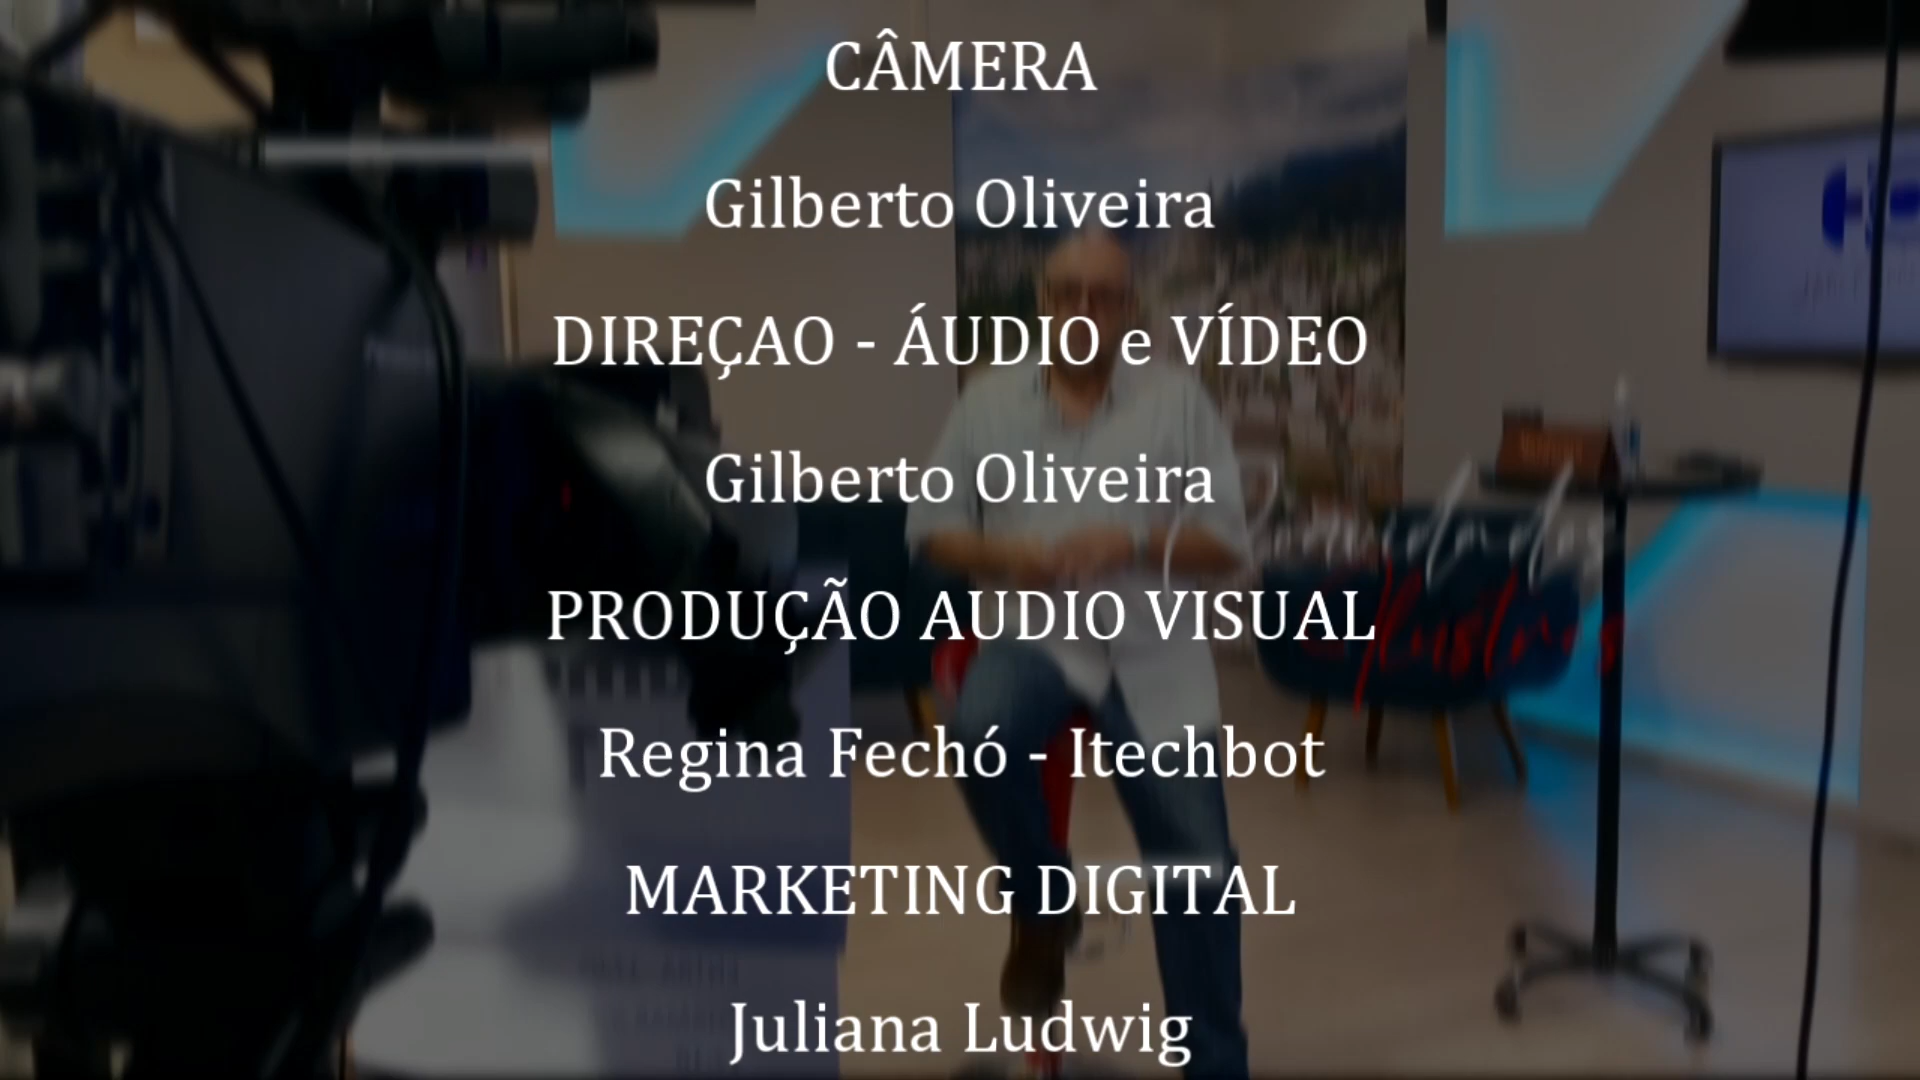 CÂMERA
Gilberto Oliveira
DIREÇAO - ÁUDIO e VÍDEO
Gilberto Oliveira
PRODUÇÃO AUDIO VISUAL
Regina Fechó - Itechbot
MARKETING DIGITAL
Juliana Ludwig